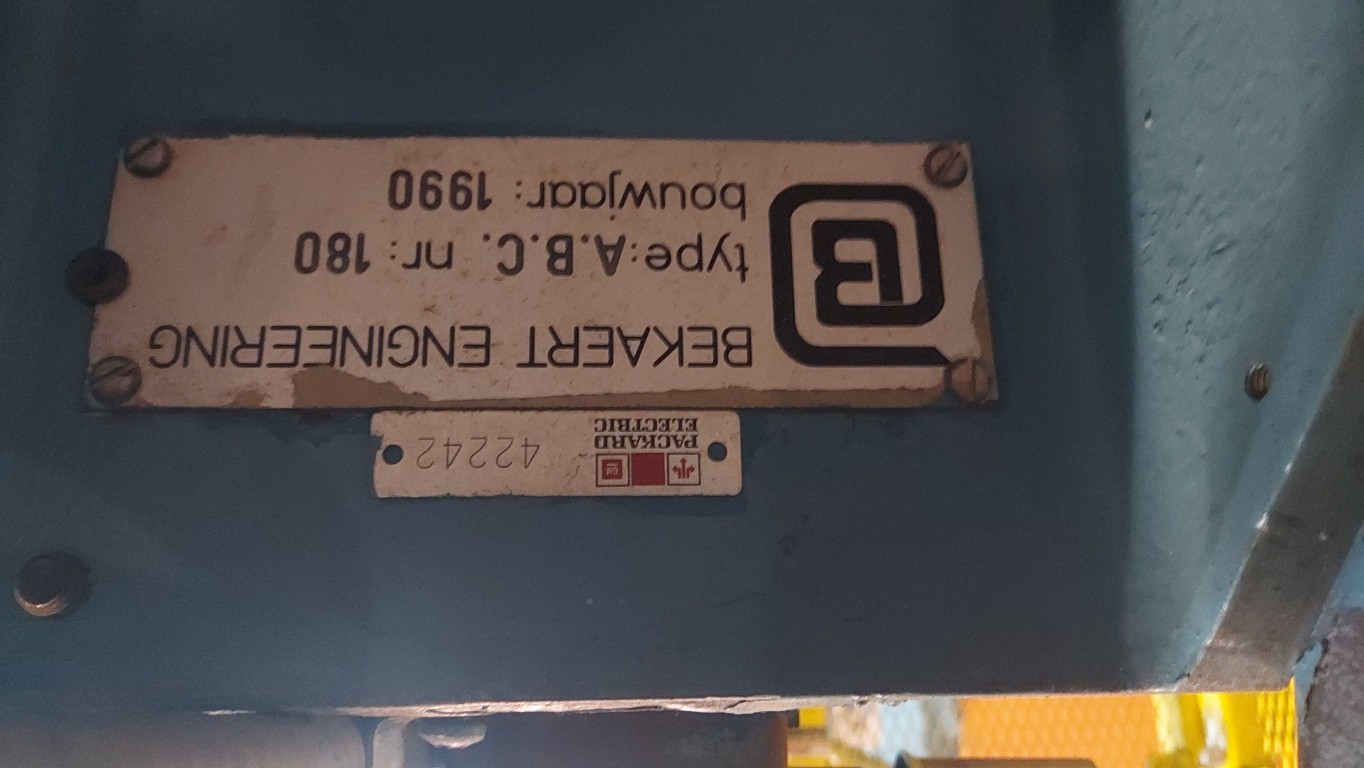 BEKAERT ENGINEERING
type: A.B.C. nr: 180
bouwjaar: 1990
B
PACKARD
ELECTRIC
42242